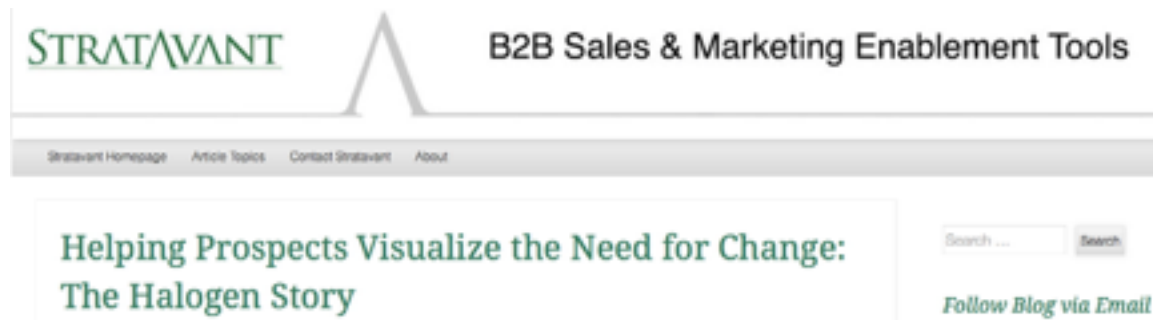 STRATAVANT
B2B Sales & Marketing Enablement Tools
Stratavant Homepage Article Topics Contact Stratavant About
Helping Prospects Visualize the Need for Change:
The Halogen Story
Search ... Search
Follow Blog via Email